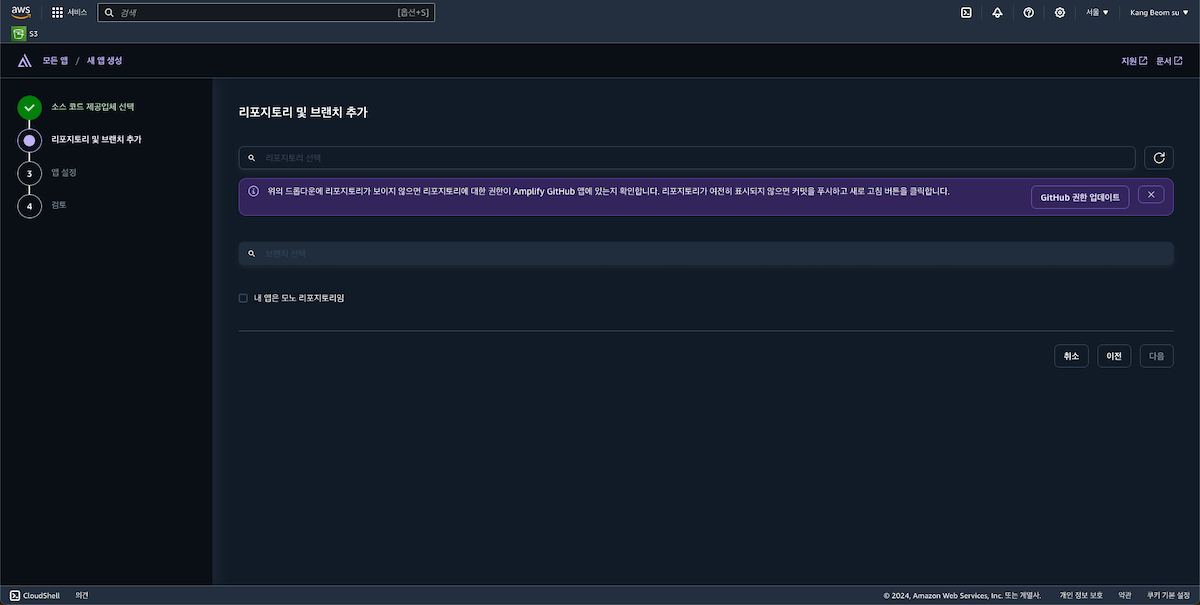 aws
서비스
검색
[옵션+S]
서울 ▼
Kang Beom su ▼
S3
모든 앱 / 새 앱 생성
지원
문서
소스 코드 제공업체 선택
리포지토리 및 브랜치 추가
3 앱 설정
4 검토
리포지토리 및 브랜치 추가
리포지토리 선택
위의 드롭다운에 리포지토리가 보이지 않으면 리포지토리에 대한 권한이 Amplify GitHub 앱에 있는지 확인합니다. 리포지토리가 여전히 표시되지 않으면 커밋을 푸시하고 새로 고침 버튼을 클릭합니다.
GitHub 권한 업데이트
브랜치 선택
내 앱은 모노 리포지토리임
취소
이전
다음
CloudShell
의견
© 2024, Amazon Web Services, Inc. 또는 계열사.
개인 정보 보호
약관
쿠키 기본 설정